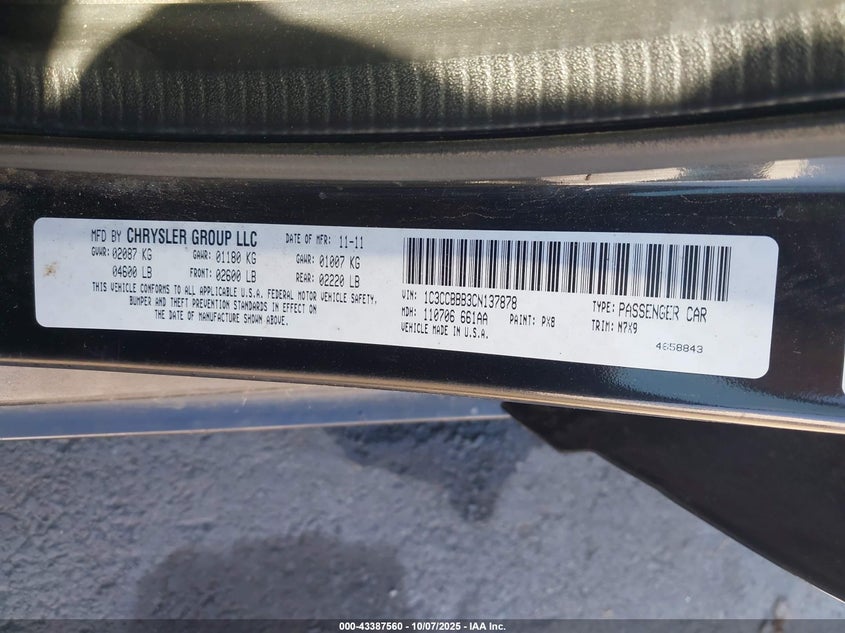 MFD BY CHRYSLER GROUP LLC DATE OF MFR: 11-11
GVWR: 02087 KG GAWR: 01180 KG GAWR: 01007 KG
04600 LB FRONT: 02600 LB REAR: 02220 LB
THIS VEHICLE CONFORMS TO ALL APPLICABLE U.S.A. FEDERAL MOTOR VEHICLE SAFETY,
BUMPER AND THEFT PREVENTION STANDARDS IN EFFECT ON
THE DATE OF MANUFACTURE SHOWN ABOVE.
VIN: 1C3CCBBB3CN137878 TYPE: PASSENGER CAR
MDH: 110706 661AA PAINT: PX8 TRIM: N7X9
VEHICLE MADE IN U.S.A.
4658843
000-43387560 | 10/07/2025 - IAA Inc.